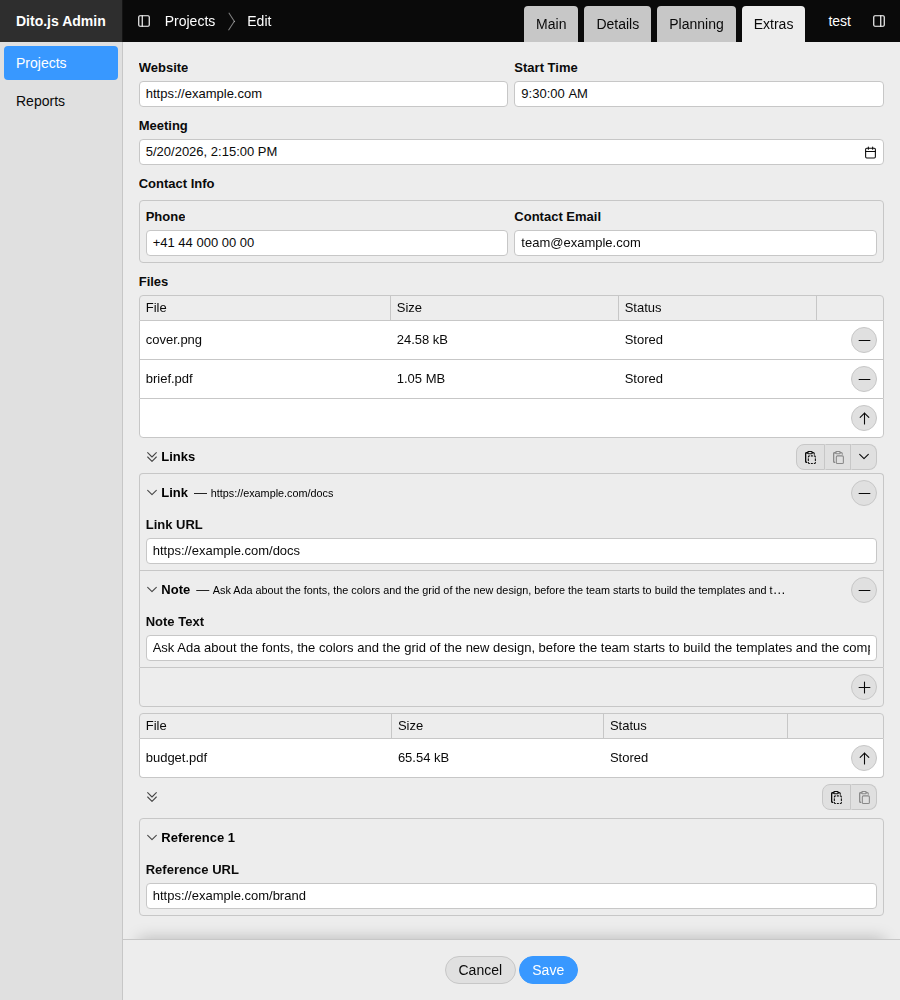 Dito.js Admin
Projects
Edit
Main
Details
Planning
Extras
test
Projects
Reports
Website
Start Time
https://example.com
9:30:00 AM
Meeting
5/20/2026, 2:15:00 PM
Contact Info
Phone
Contact Email
+41 44 000 00 00
team@example.com
Files
File
Size
Status
cover.png
24.58 kB
Stored
brief.pdf
1.05 MB
Stored
Links
Link — https://example.com/docs
Link URL
https://example.com/docs
Note — Ask Ada about the fonts, the colors and the grid of the new design, before the team starts to build the templates and t…
Note Text
Ask Ada about the fonts, the colors and the grid of the new design, before the team starts to build the templates and the comp
File
Size
Status
budget.pdf
65.54 kB
Stored
Reference 1
Reference URL
https://example.com/brand
Cancel
Save